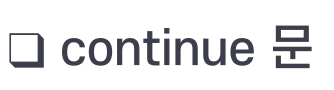 ❏ continue 문